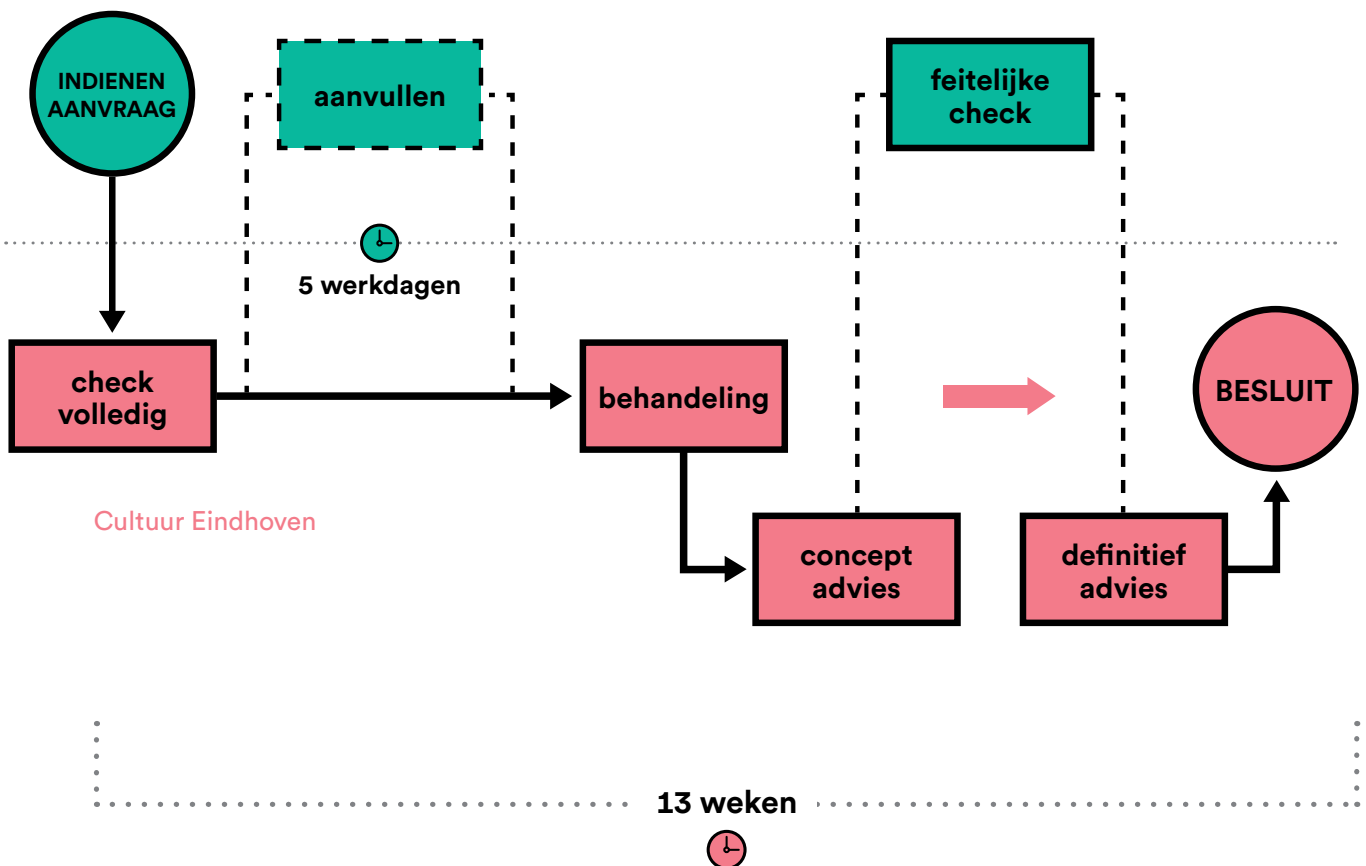 INDIENEN
AANVRAAG
aanvullen
feitelijke
check
5 werkdagen
check
volledig
behandeling
BESLUIT
Cultuur Eindhoven
concept
advies
definitief
advies
13 weken